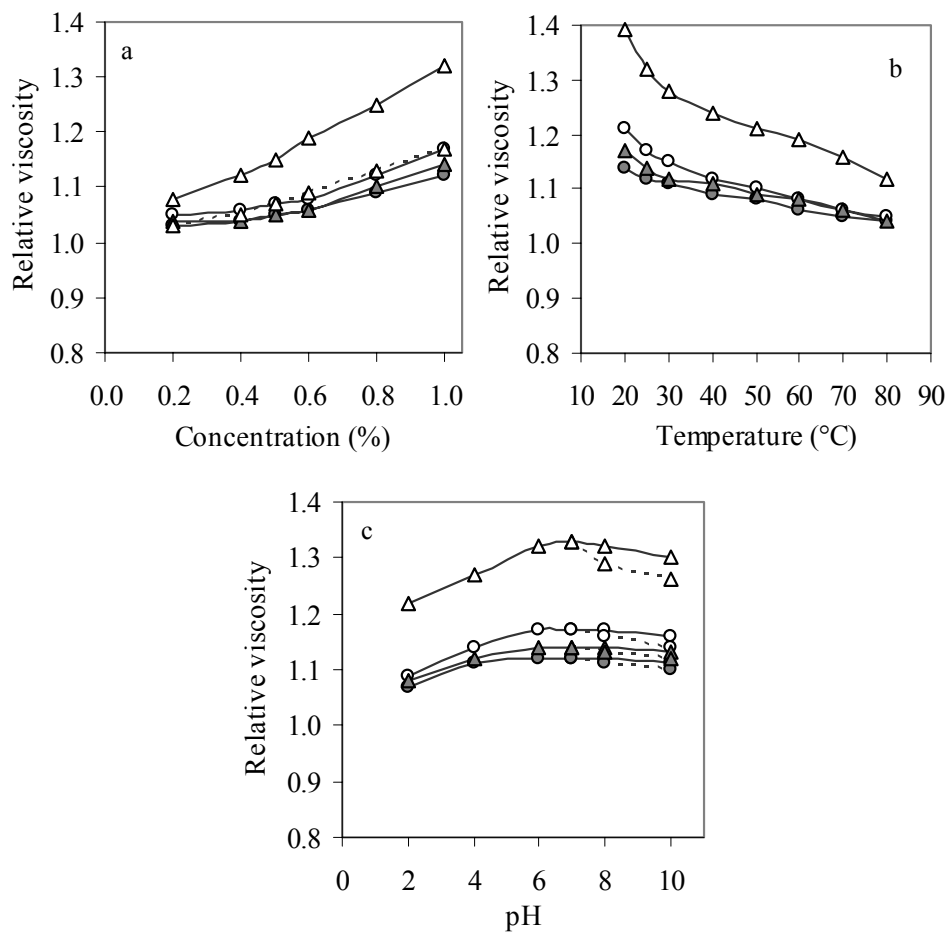 a
Relative viscosity
1.4
1.3
1.2
1.1
1.0
0.9
0.8
0.0 0.2 0.4 0.6 0.8 1.0
Concentration (%)
b
Relative viscosity
1.4
1.3
1.2
1.1
1.0
0.9
0.8
10 20 30 40 50 60 70 80 90
Temperature (°C)
c
Relative viscosity
1.4
1.3
1.2
1.1
1.0
0.9
0.8
0 2 4 6 8 10
pH